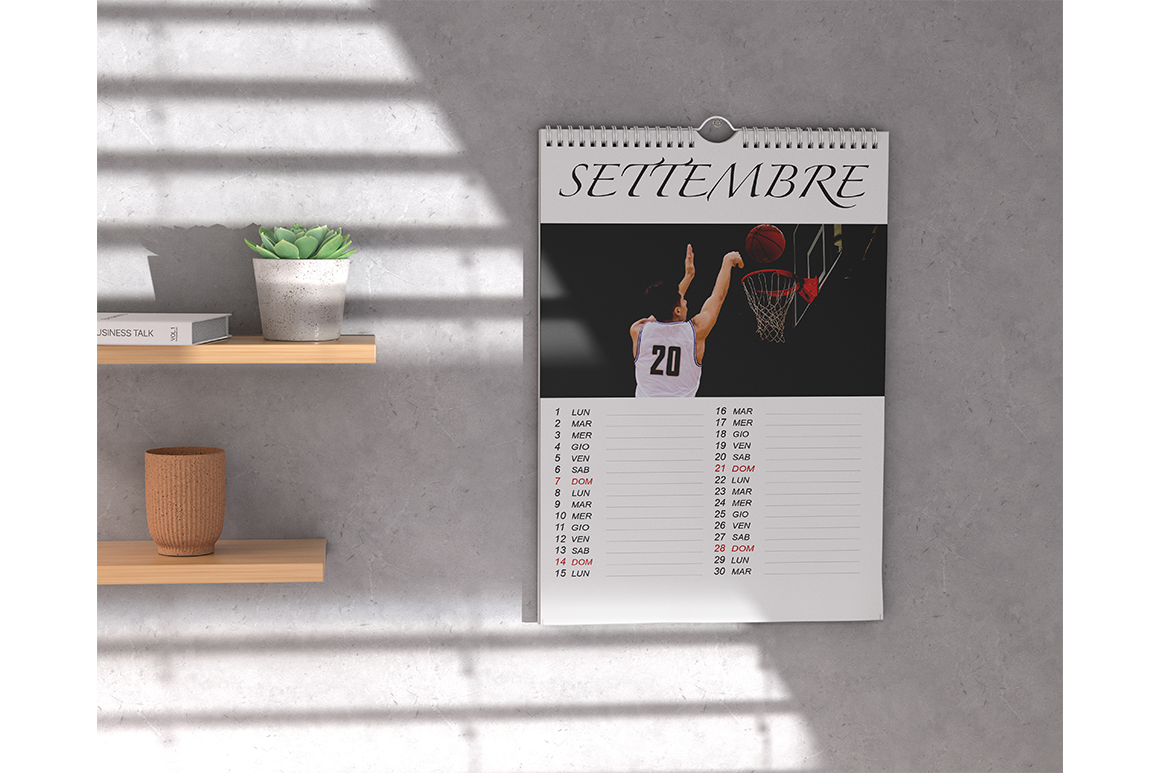 SETTEMBRE
20
USINESS TALK VOL.1
1 LUN
2 MAR
3 MER
4 GIO
5 VEN
6 SAB
7 DOM
8 LUN
9 MAR
10 MER
11 GIO
12 VEN
13 SAB
14 DOM
15 LUN
16 MAR
17 MER
18 GIO
19 VEN
20 SAB
21 DOM
22 LUN
23 MAR
24 MER
25 GIO
26 VEN
27 SAB
28 DOM
29 LUN
30 MAR